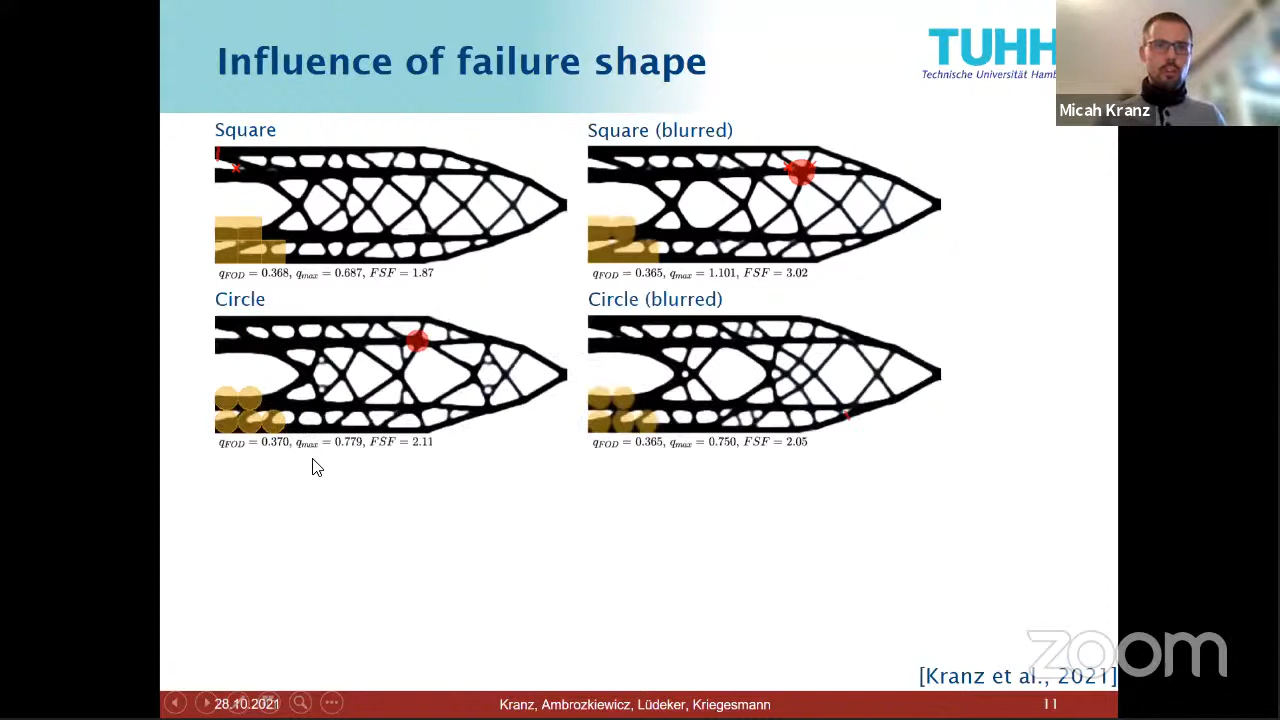 Influence of failure shape
TUHH
Technische Universität Hamb
Micah Kranz
Square
Square (blurred)
q_FOD = 0.368, q_max = 0.687, FSF = 1.87
q_FOD = 0.365, q_max = 1.101, FSF = 3.02
Circle
Circle (blurred)
q_FOD = 0.370, q_max = 0.779, FSF = 2.11
q_FOD = 0.365, q_max = 0.750, FSF = 2.05
zoom
[Kranz et al., 2021]
28.10.2021
Kranz, Ambrozkiewicz, Lüdeker, Kriegesmann
11